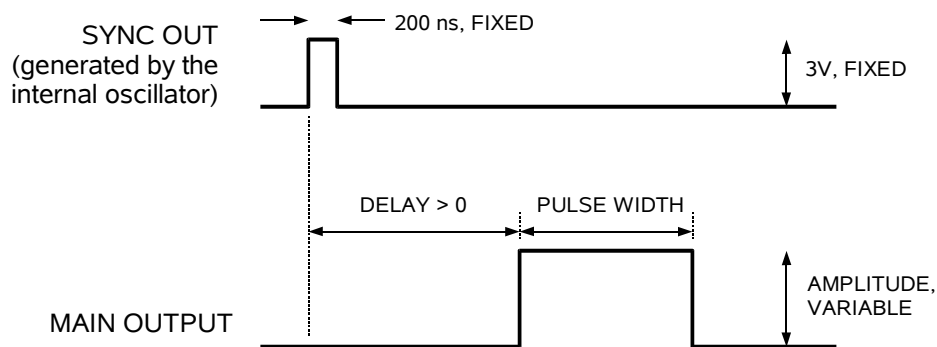 200 ns, FIXED
SYNC OUT
(generated by the
internal oscillator)
3V, FIXED
DELAY > 0
PULSE WIDTH
AMPLITUDE,
VARIABLE
MAIN OUTPUT